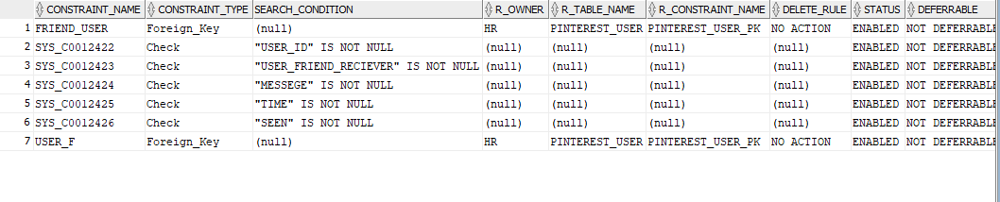 CONSTRAINT_NAME CONSTRAINT_TYPE SEARCH_CONDITION R_OWNER R_TABLE_NAME R_CONSTRAINT_NAME DELETE_RULE STATUS DEFERRABLE
1 FRIEND_USER Foreign_Key (null) HR PINTEREST_USER PINTEREST_USER_PK NO ACTION ENABLED NOT DEFERRABLE
2 SYS_C0012422 Check "USER_ID" IS NOT NULL (null) (null) (null) (null) ENABLED NOT DEFERRABLE
3 SYS_C0012423 Check "USER_FRIEND_RECIEVER" IS NOT NULL (null) (null) (null) (null) ENABLED NOT DEFERRABLE
4 SYS_C0012424 Check "MESSEGE" IS NOT NULL (null) (null) (null) (null) ENABLED NOT DEFERRABLE
5 SYS_C0012425 Check "TIME" IS NOT NULL (null) (null) (null) (null) ENABLED NOT DEFERRABLE
6 SYS_C0012426 Check "SEEN" IS NOT NULL (null) (null) (null) (null) ENABLED NOT DEFERRABLE
7 USER_F Foreign_Key (null) HR PINTEREST_USER PINTEREST_USER_PK NO ACTION ENABLED NOT DEFERRABLE